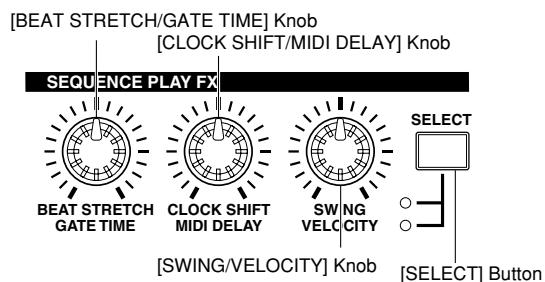 [BEAT STRETCH/GATE TIME] Knob
[CLOCK SHIFT/MIDI DELAY] Knob
SEQUENCE PLAY FX
SELECT
BEAT STRETCH
GATE TIME
CLOCK SHIFT
MIDI DELAY
SWING
VELOCITY
[SWING/VELOCITY] Knob
[SELECT] Button